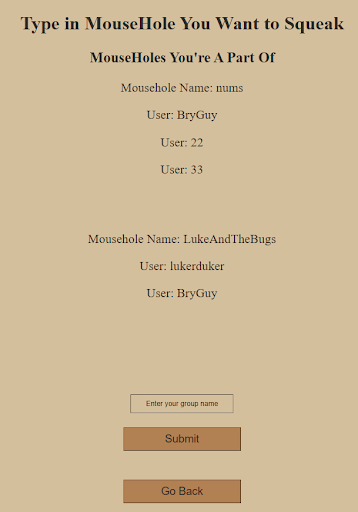 Type in MouseHole You Want to Squeak
MouseHoles You're A Part Of
Mousehole Name: nums
User: BryGuy
User: 22
User: 33
Mousehole Name: LukeAndTheBugs
User: lukerduker
User: BryGuy
Enter your group name
Submit
Go Back